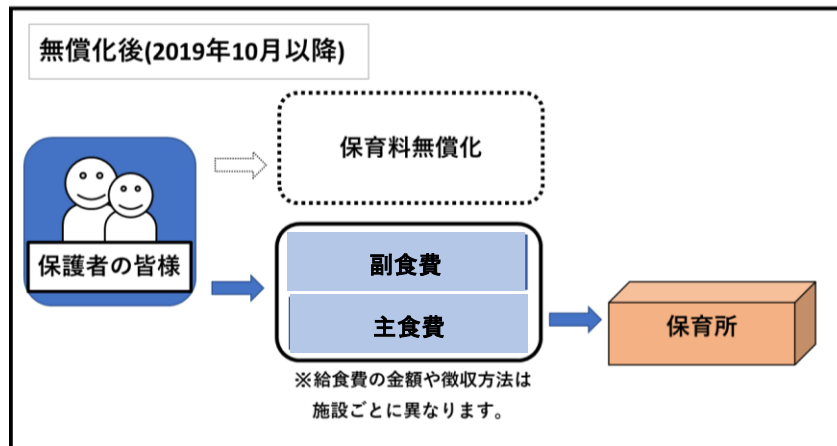 無償化後(2019年10月以降)
保育料無償化
保護者の皆様
副食費
主食費
保育所
※給食費の金額や徴収方法は
施設ごとに異なります。